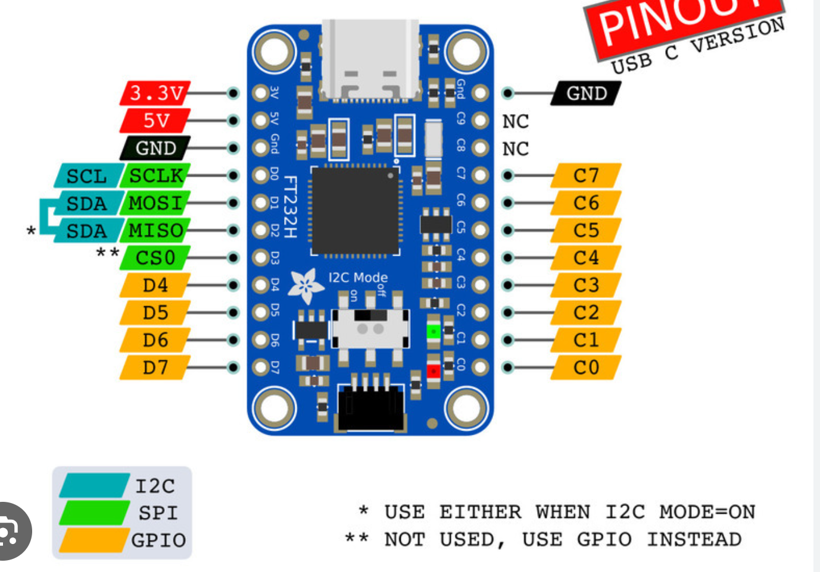 PINOUT
USB C VERSION
3.3V
5V
GND
SCL SCLK
SDA MOSI
* SDA MISO
** CS0
D4
D5
D6
D7
3V
5V
Gnd
D0
D1
D2
D3
D4
D5
D6
D7
FT232H
I2C Mode
on
off
Gnd
C9
C8
C7
C6
C5
C4
C3
C2
C1
C0
GND
NC
NC
C7
C6
C5
C4
C3
C2
C1
C0
I2C
SPI
GPIO
* USE EITHER WHEN I2C MODE=ON
** NOT USED, USE GPIO INSTEAD